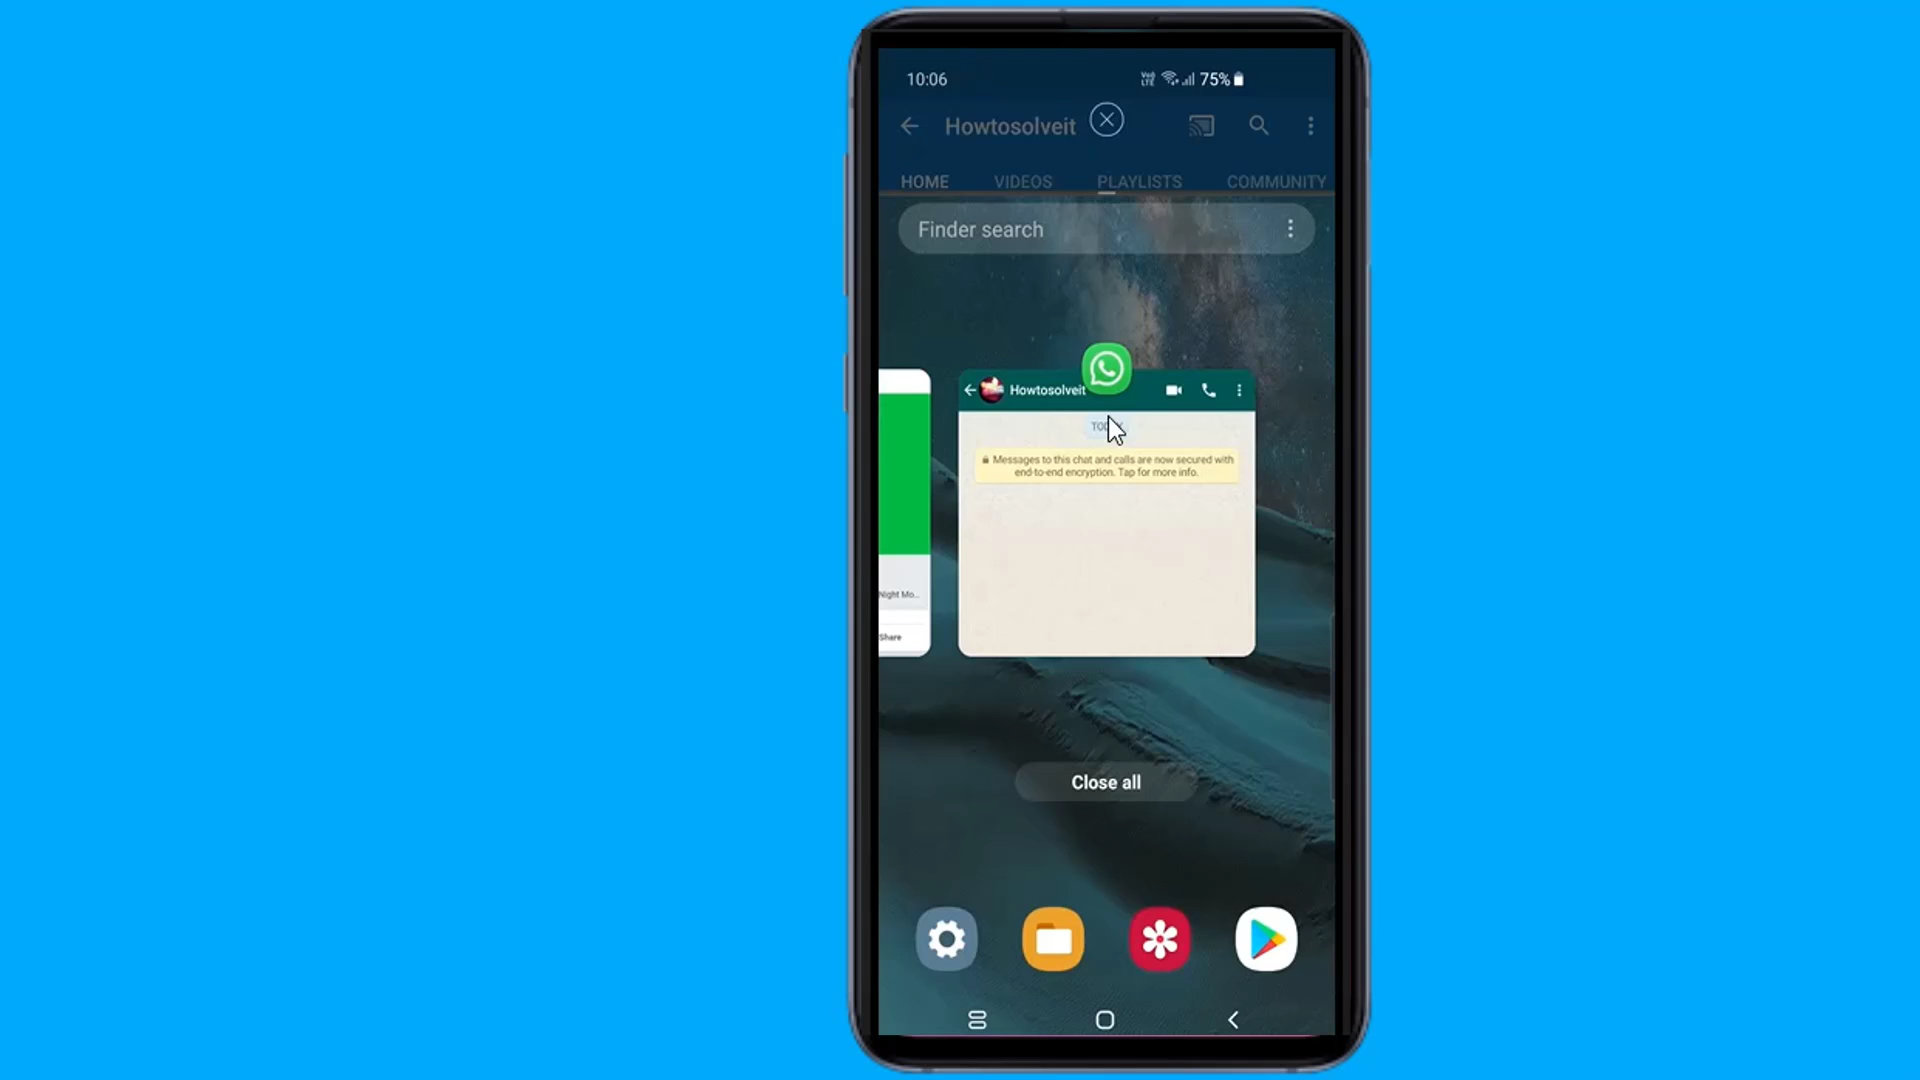 10:06
75%
Howtosolveit
HOME VIDEOS PLAYLISTS COMMUNITY
Finder search
Howtosolveit
Messages to this chat and calls are now secured with
end-to-end encryption. Tap for more info.
Night Mo...
Share
Close all